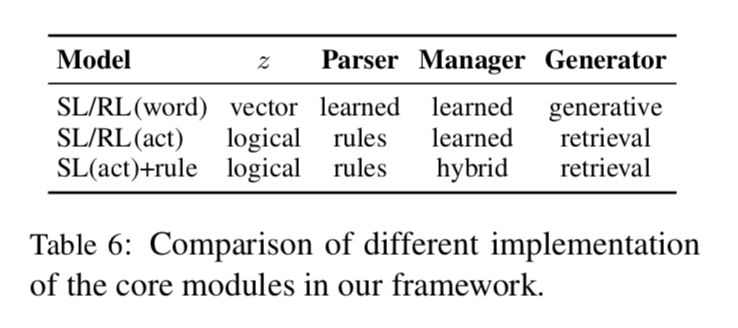 Model z Parser Manager Generator
SL/RL(word) vector learned learned generative
SL/RL(act) logical rules learned retrieval
SL(act)+rule logical rules hybrid retrieval
Table 6: Comparison of different implementation
of the core modules in our framework.